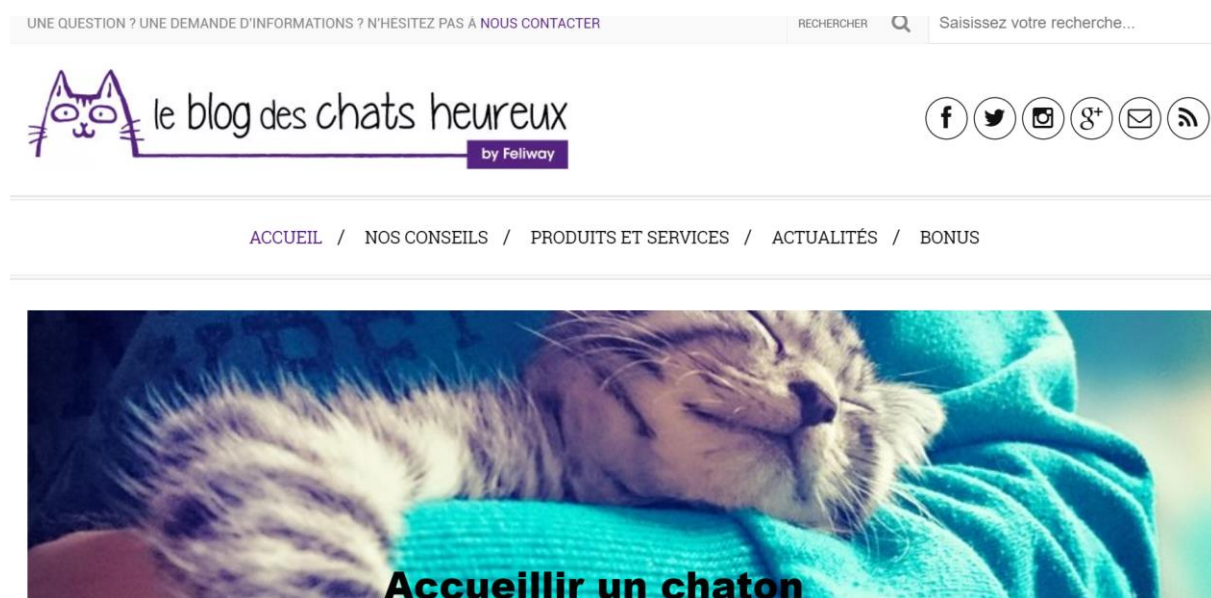 UNE QUESTION ? UNE DEMANDE D'INFORMATIONS ? N'HÉSITEZ PAS À NOUS CONTACTER
RECHERCHER
Saisissez votre recherche...
le blog des chats heureux
by Feliway
ACCUEIL / NOS CONSEILS / PRODUITS ET SERVICES / ACTUALITÉS / BONUS
Accueillir un chaton